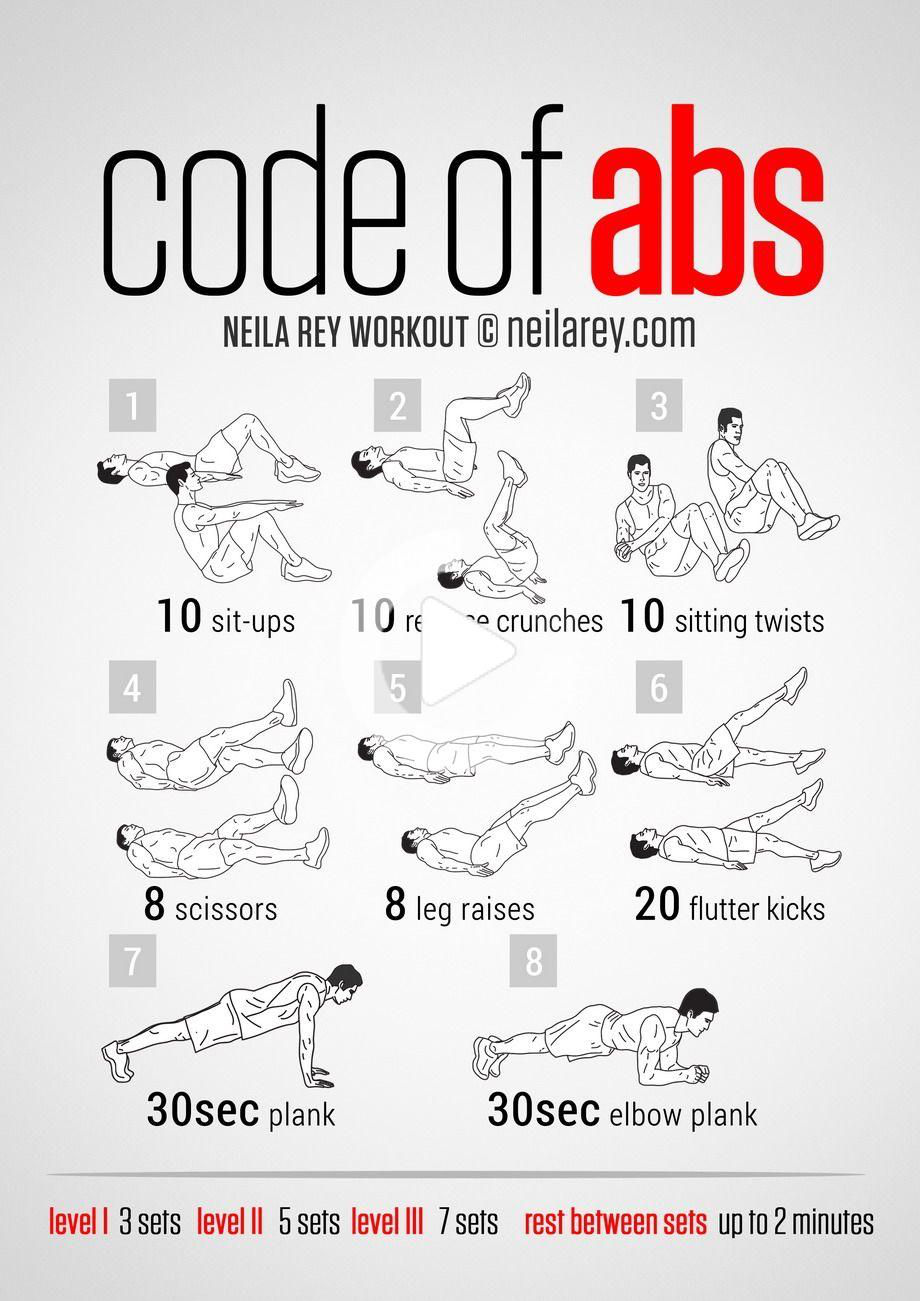 code of abs
NEILA REY WORKOUT © neilarey.com
1
10 sit-ups
2
10 reverse crunches
3
10 sitting twists
4
8 scissors
5
8 leg raises
6
20 flutter kicks
7
30sec plank
8
30sec elbow plank
level I 3 sets level II 5 sets level III 7 sets rest between sets up to 2 minutes